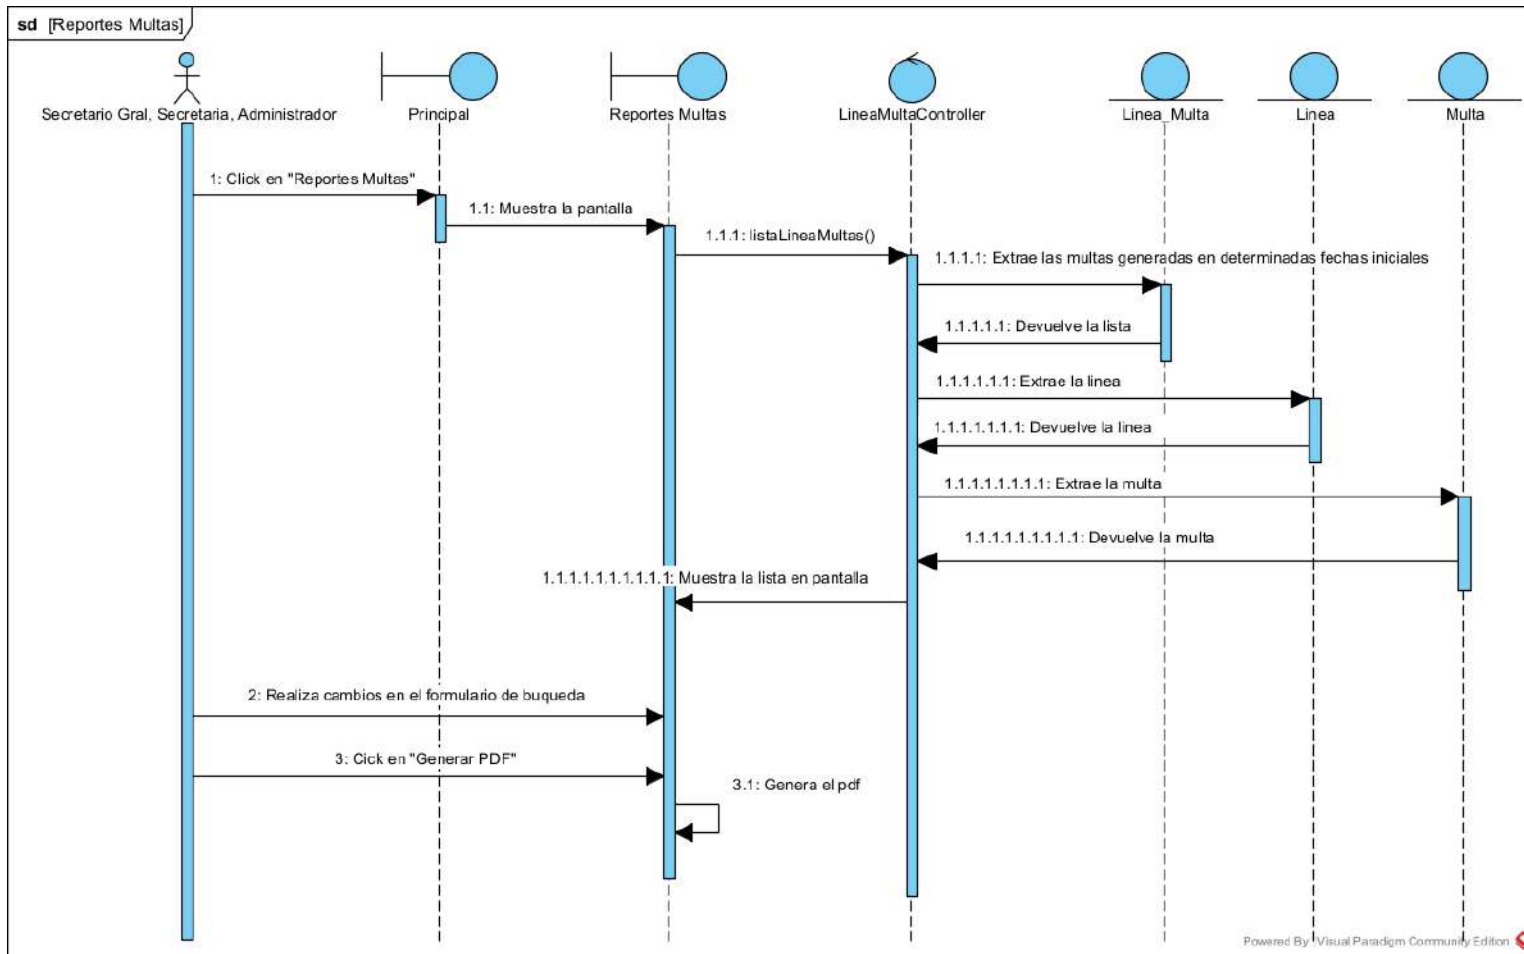 sd [Reportes Multas]
Secretario Gral, Secretaria, Administrador
Principal
Reportes Multas
LineaMultaController
Linea_Multa
Linea
Multa
1: Click en "Reportes Multas"
1.1: Muestra la pantalla
1.1.1: listaLineaMultas()
1.1.1.1: Extrae las multas generadas en determinadas fechas iniciales
1.1.1.1.1: Devuelve la lista
1.1.1.1.1.1: Extrae la linea
1.1.1.1.1.1.1: Devuelve la linea
1.1.1.1.1.1.1.1: Extrae la multa
1.1.1.1.1.1.1.1.1: Devuelve la multa
1.1.1.1.1.1.1.1.1.1: Muestra la lista en pantalla
2: Realiza cambios en el formulario de buqueda
3: Cick en "Generar PDF"
3.1: Genera el pdf
Powered By Visual Paradigm Community Edition